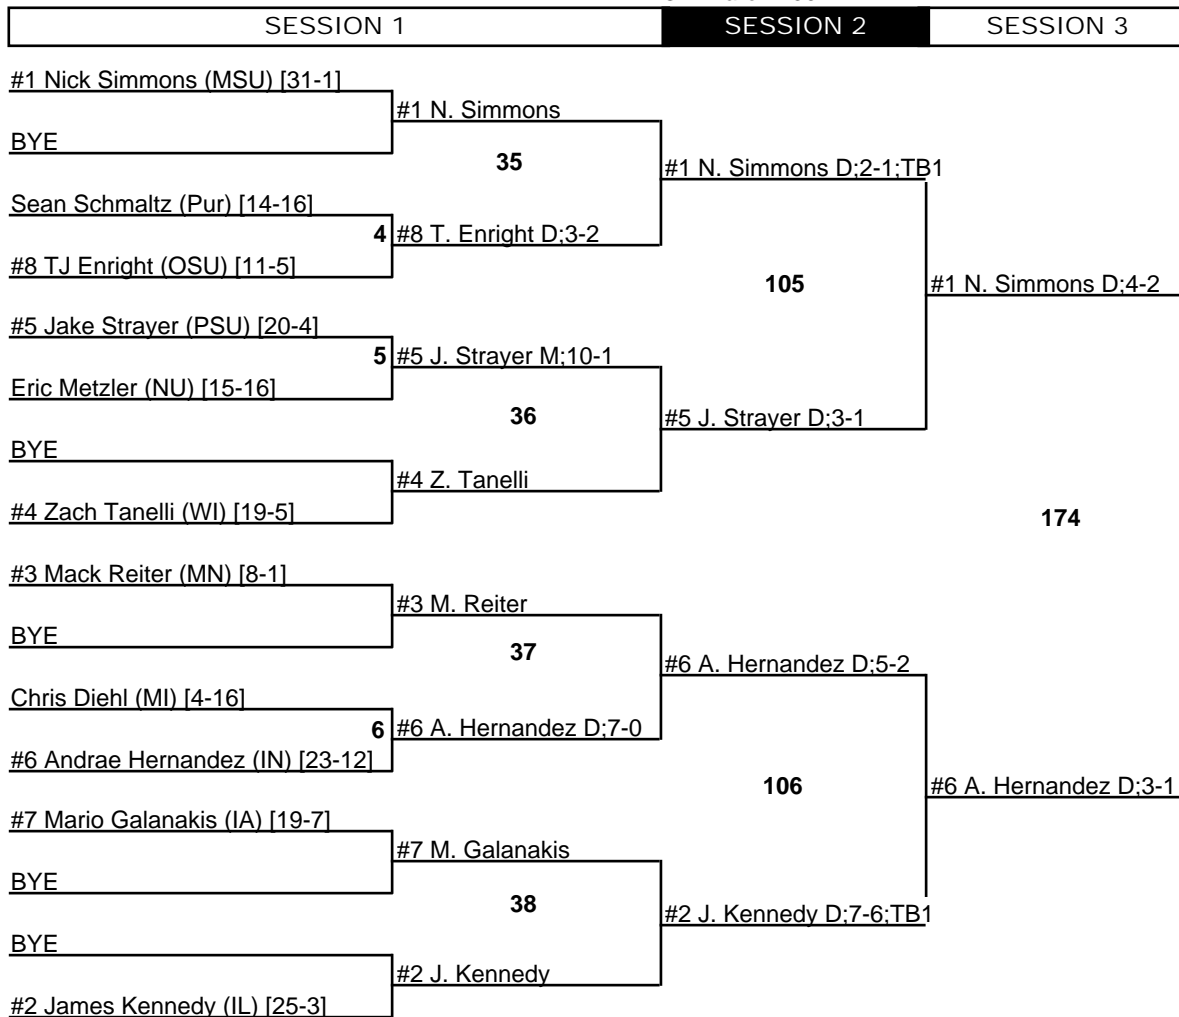 SESSION 1
SESSION 2
SESSION 3
#1 Nick Simmons (MSU) [31-1]
#1 N. Simmons
BYE
35
#1 N. Simmons D;2-1;TB1
Sean Schmaltz (Pur) [14-16]
4
#8 T. Enright D;3-2
#8 TJ Enright (OSU) [11-5]
105
#1 N. Simmons D;4-2
#5 Jake Strayer (PSU) [20-4]
5
#5 J. Strayer M;10-1
Eric Metzler (NU) [15-16]
36
#5 J. Strayer D;3-1
BYE
#4 Z. Tanelli
#4 Zach Tanelli (WI) [19-5]
174
#3 Mack Reiter (MN) [8-1]
#3 M. Reiter
BYE
37
#6 A. Hernandez D;5-2
Chris Diehl (MI) [4-16]
6
#6 A. Hernandez D;7-0
#6 Andrae Hernandez (IN) [23-12]
106
#6 A. Hernandez D;3-1
#7 Mario Galanakis (IA) [19-7]
#7 M. Galanakis
BYE
38
#2 J. Kennedy D;7-6;TB1
BYE
#2 J. Kennedy
#2 James Kennedy (IL) [25-3]